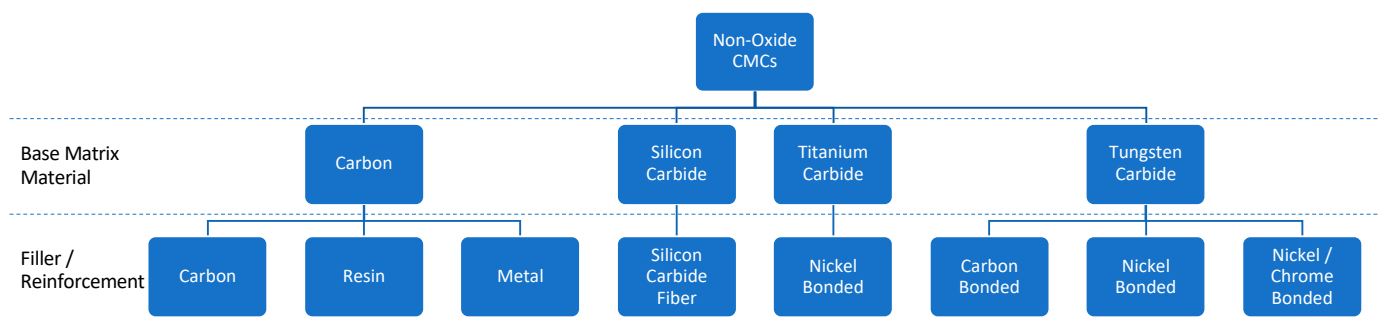 Non-Oxide
CMCs
Base Matrix
Material
Carbon
Silicon
Carbide
Titanium
Carbide
Tungsten
Carbide
Filler /
Reinforcement
Carbon
Resin
Metal
Silicon
Carbide
Fiber
Nickel
Bonded
Carbon
Bonded
Nickel
Bonded
Nickel /
Chrome
Bonded